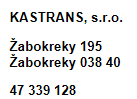 KASTRANS, s.r.o.
Žabokreky 195
Žabokreky 038 40
47 339 128